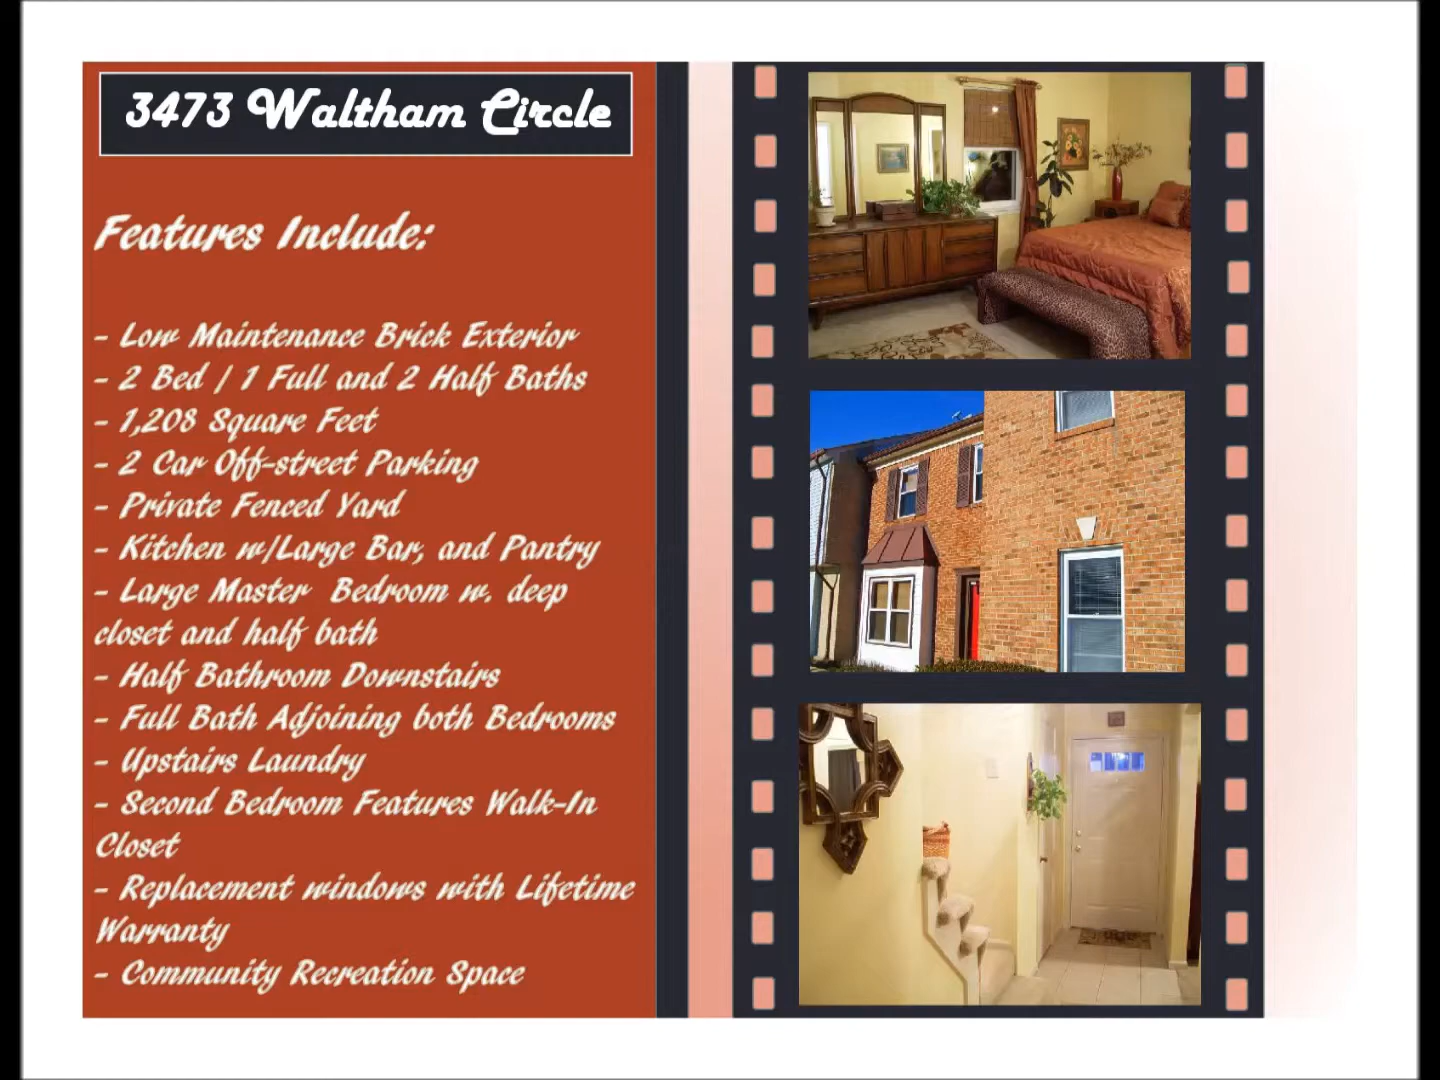 3473 Waltham Circle
Features Include:
- Low Maintenance Brick Exterior
- 2 Bed / 1 Full and 2 Half Baths
- 1,208 Square Feet
- 2 Car Off-street Parking
- Private Fenced Yard
- Kitchen w/Large Bar, and Pantry
- Large Master Bedroom w. deep
closet and half bath
- Half Bathroom Downstairs
- Full Bath Adjoining both Bedrooms
- Upstairs Laundry
- Second Bedroom Features Walk-In
Closet
- Replacement windows with Lifetime
Warranty
- Community Recreation Space